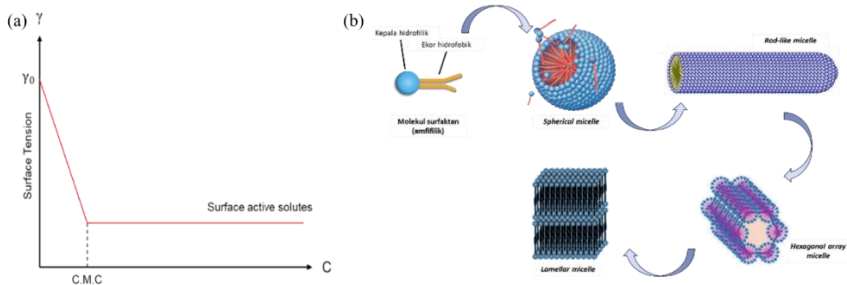 (a)
γ
γ0
Surface Tension
Surface active solutes
C
C.M.C
(b)
Kepala hidrofilik
Ekor hidrofobik
Molekul surfaktan
(amfifilik)
Spherical micelle
Rod-like micelle
Hexagonal array
micelle
Lamellar micelle